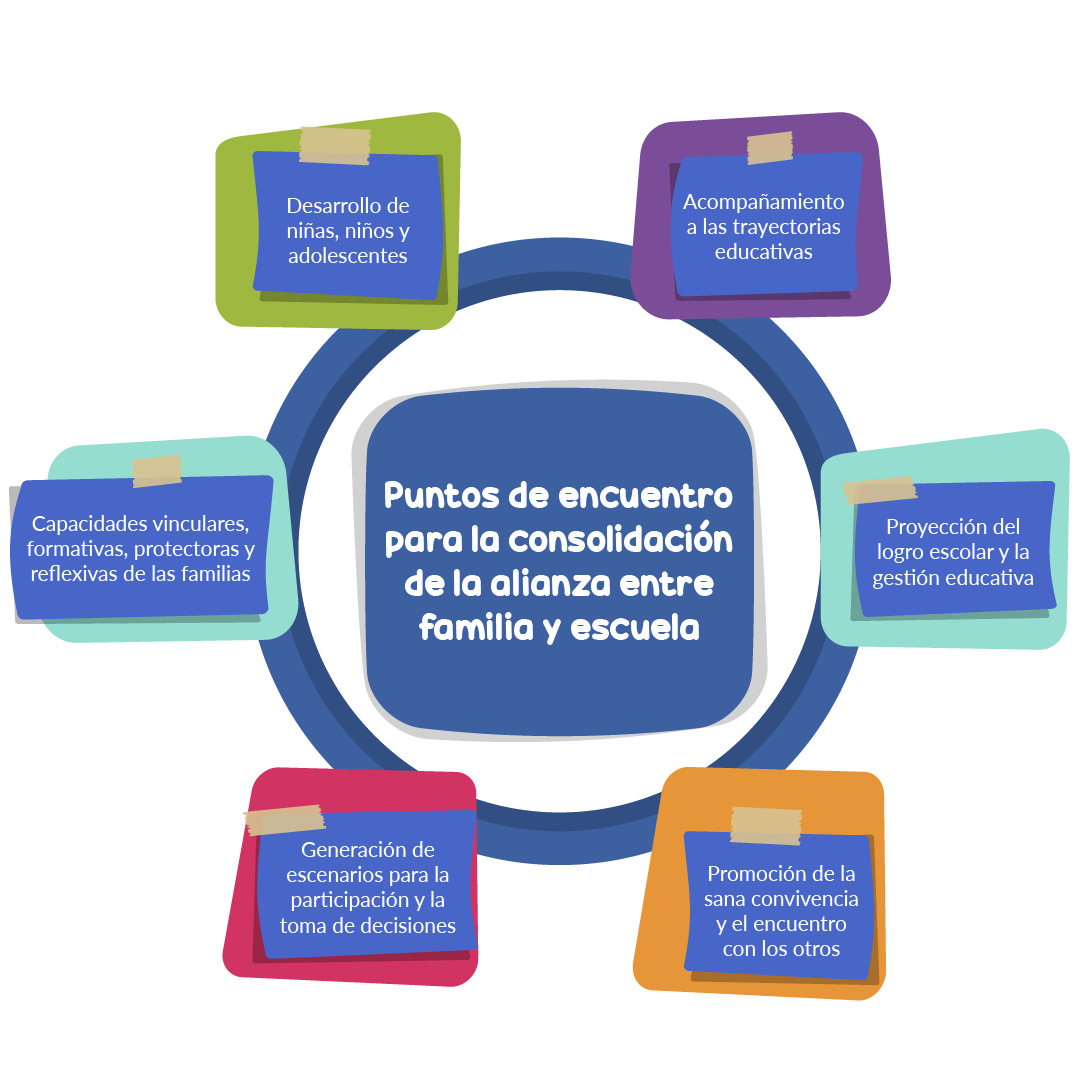 Desarrollo de
niñas, niños y
adolescentes
Acompañamiento
a las trayectorias
educativas
Capacidades vinculares,
formativas, protectoras y
reflexivas de las familias
Puntos de encuentro
para la consolidación
de la alianza entre
familia y escuela
Proyección del
logro escolar y la
gestión educativa
Generación de
escenarios para la
participación y la
toma de decisiones
Promoción de la
sana convivencia
y el encuentro
con los otros